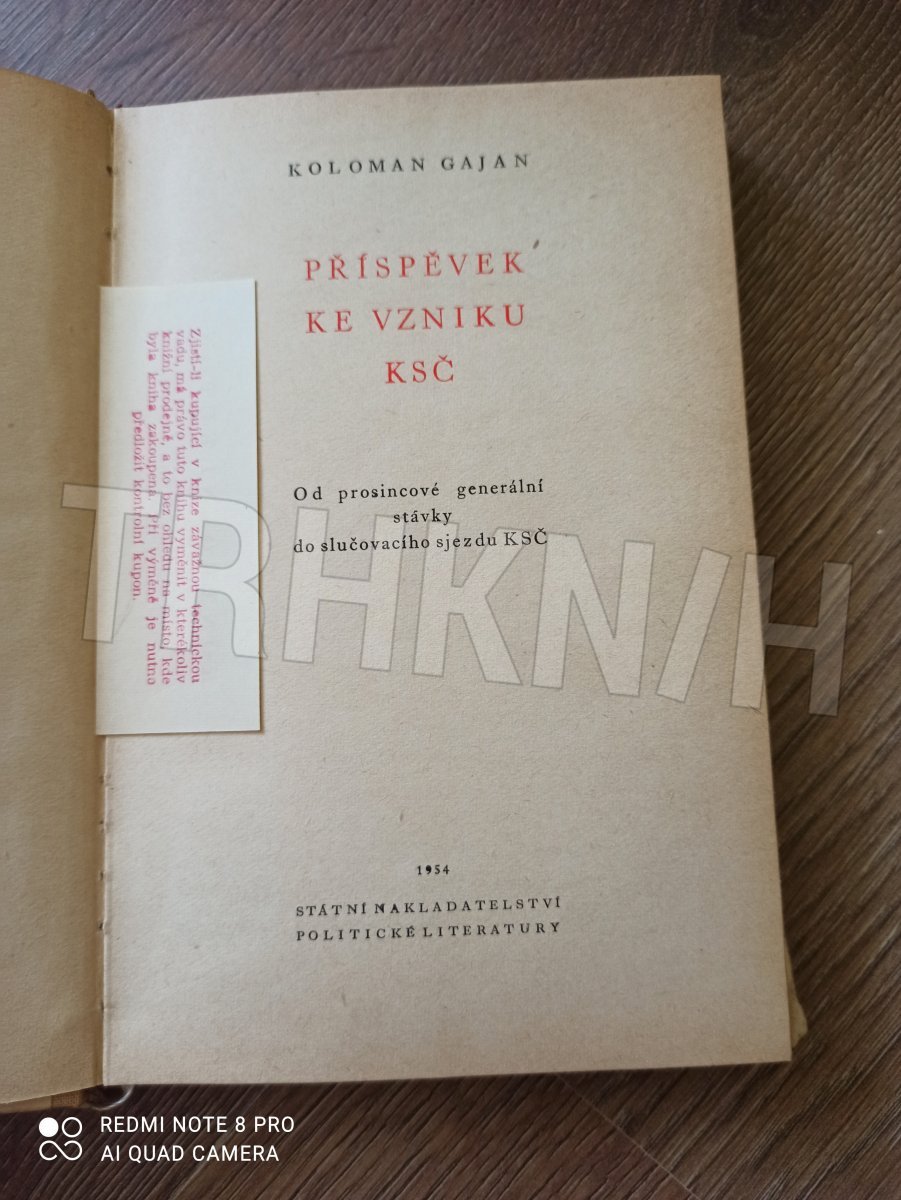 KOLOMAN GAJAN
PŘÍSPĚVEK
KE VZNIKU
KSČ
Od prosincové generální
stávky
do slučovacího sjezdu KSČ
1954
STÁTNÍ NAKLADATELSTVÍ
POLITICKÉ LITERATURY
Zjistí-li kupující v knize závažnou technickou
vadu, má právo tuto knihu vyměnit v kterékoliv
knižní prodejně, a to bez ohledu na místo, kde
byla kniha zakoupena. Při výměně je nutno
předložit kontrolní kupon.
TRHKNIH
REDMI NOTE 8 PRO
AI QUAD CAMERA